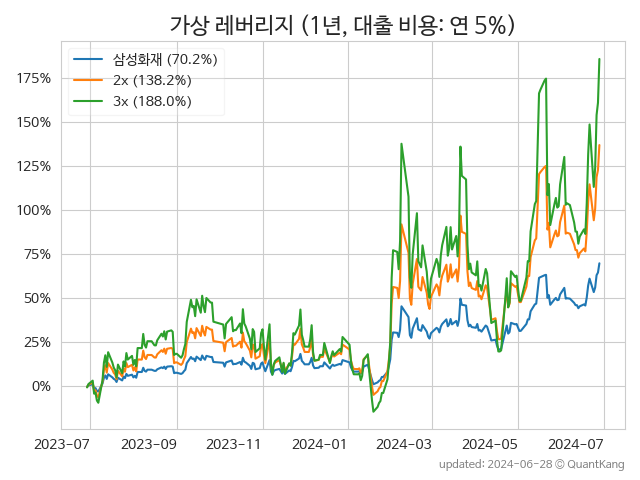 가상 레버리지 (1년, 대출 비용: 연 5%)
삼성화재 (70.2%)
2x (138.2%)
3x (188.0%)
175%
150%
125%
100%
75%
50%
25%
0%
2023-07 2023-09 2023-11 2024-01 2024-03 2024-05 2024-07
updated: 2024-06-28 © QuantKang